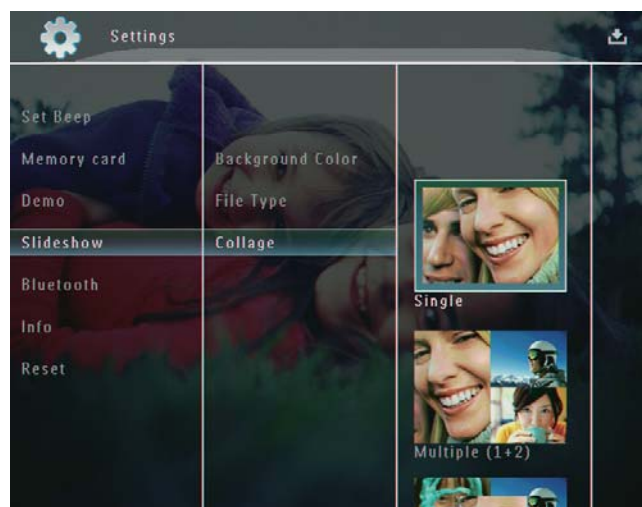 Settings
Set Beep
Memory card
Demo
Slideshow
Bluetooth
Info
Reset
Background Color
File Type
Collage
Single
Multiple (1+2)